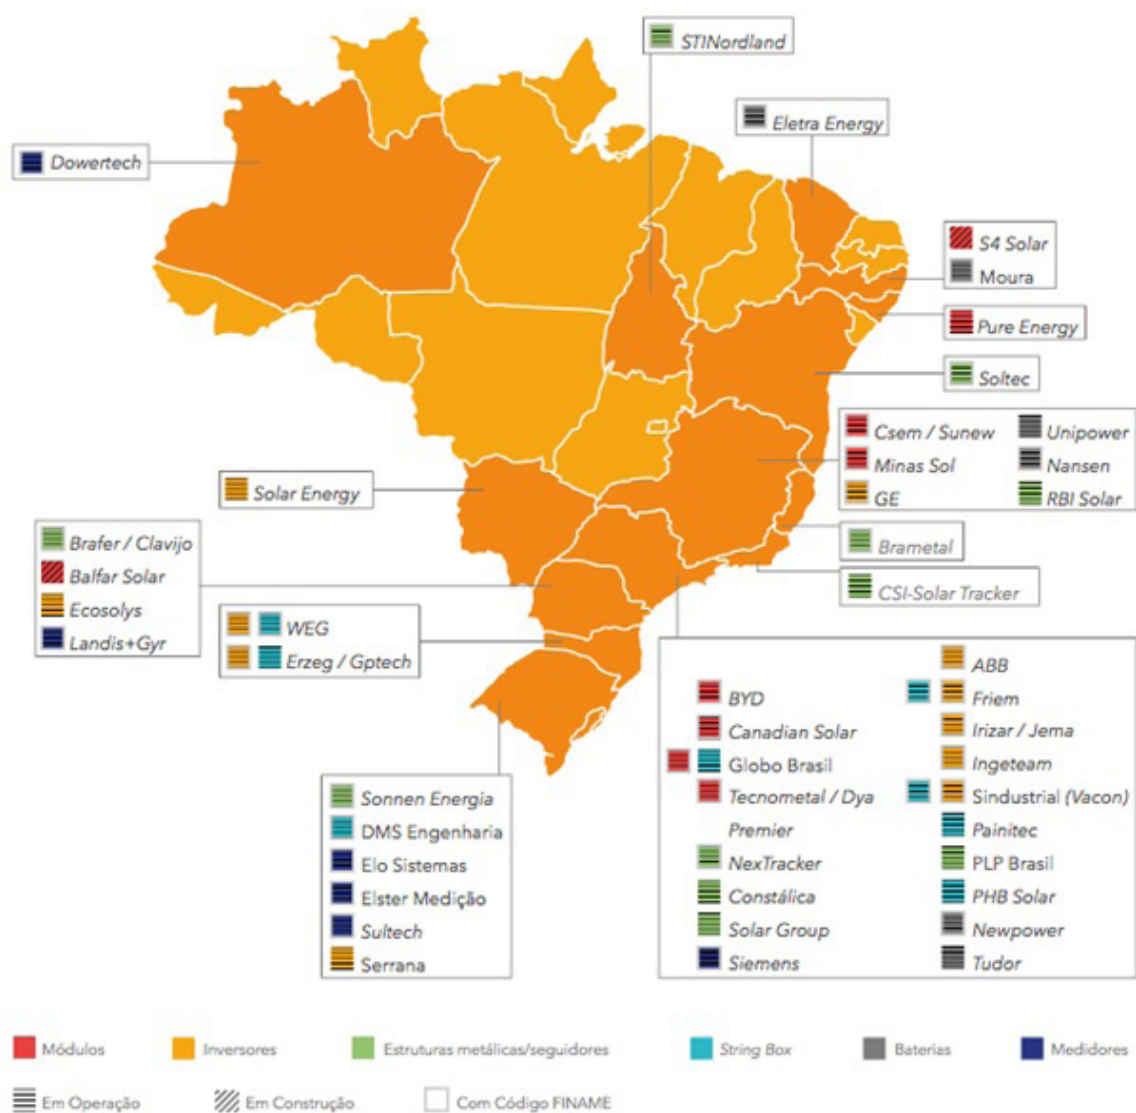 STINordland
Eletra Energy
Dowertech
S4 Solar
Moura
Pure Energy
Soltec
Csem / Sunew
Unipower
Minas Sol
Nansen
GE
RBI Solar
Solar Energy
Brametal
CSI-Solar Tracker
Brafer / Clavijo
Balfar Solar
Ecosolys
Landis+Gyr
WEG
Erzeg / Gptech
ABB
BYD
Friem
Canadian Solar
Irizar / Jema
Globo Brasil
Ingeteam
Tecnometal / Dya
Sindustrial (Vacon)
Premier
Painitec
NexTracker
PLP Brasil
Constálica
PHB Solar
Solar Group
Newpower
Siemens
Tudor
Sonnen Energia
DMS Engenharia
Elo Sistemas
Elster Medição
Sultech
Serrana
Módulos Inversores Estruturas metálicas/seguidores String Box Baterias Medidores
Em Operação Em Construção Com Código FINAME